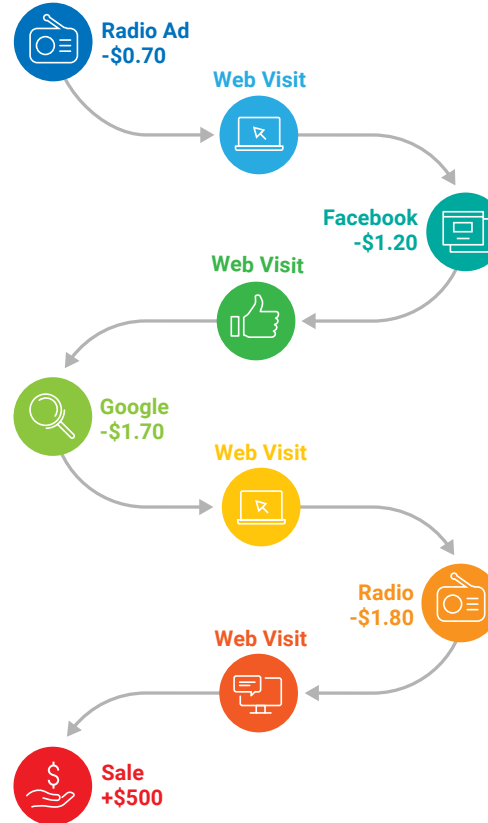 Radio Ad
-$0.70
Web Visit
Facebook
-$1.20
Web Visit
Google
-$1.70
Web Visit
Radio
-$1.80
Web Visit
Sale
+$500